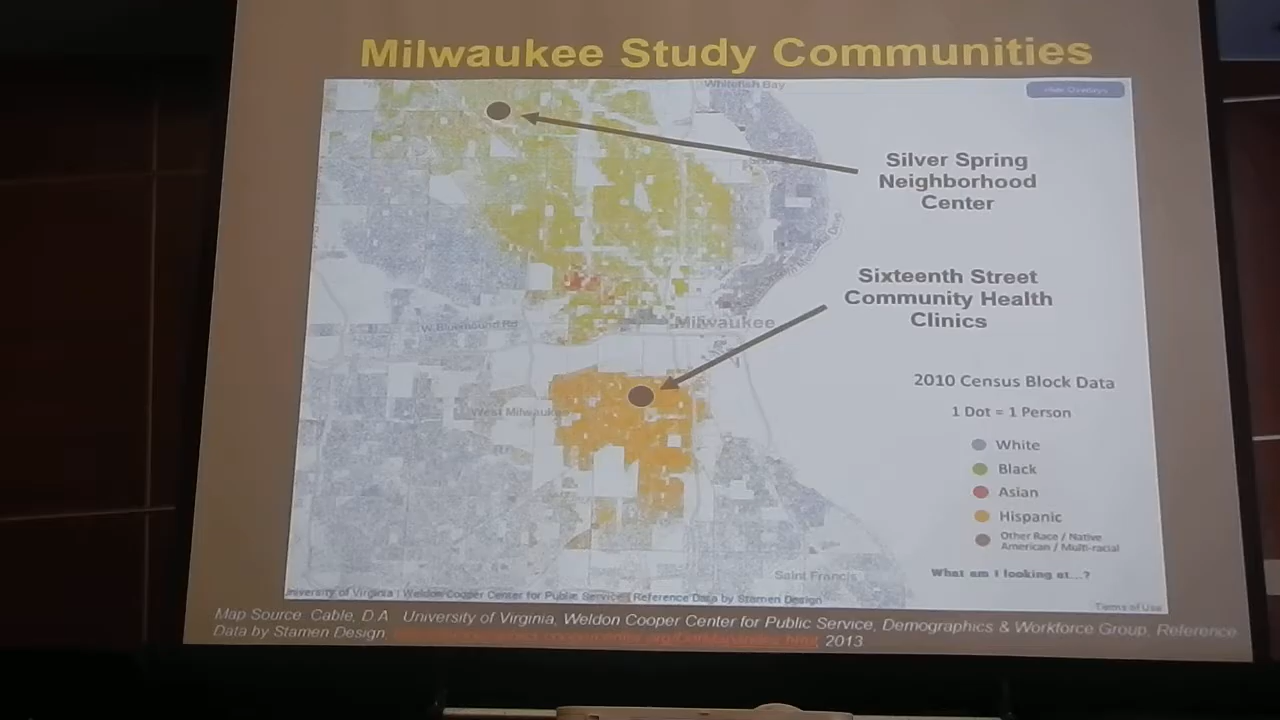 Milwaukee Study Communities
Whitefish Bay
Silver Spring
Neighborhood
Center
Sixteenth Street
Community Health
Clinics
W Bluemound Rd
Milwaukee
West Milwaukee
2010 Census Block Data
1 Dot = 1 Person
White
Black
Asian
Hispanic
Other Race / Native
American / Multi-racial
What am I looking at...?
Saint Francis
University of Virginia | Weldon Cooper Center for Public Service | Reference Data by Stamen Design
Terms of Use
Map Source: Cable, D.A. University of Virginia, Weldon Cooper Center for Public Service, Demographics & Workforce Group, Reference
Data by Stamen Design, 2013